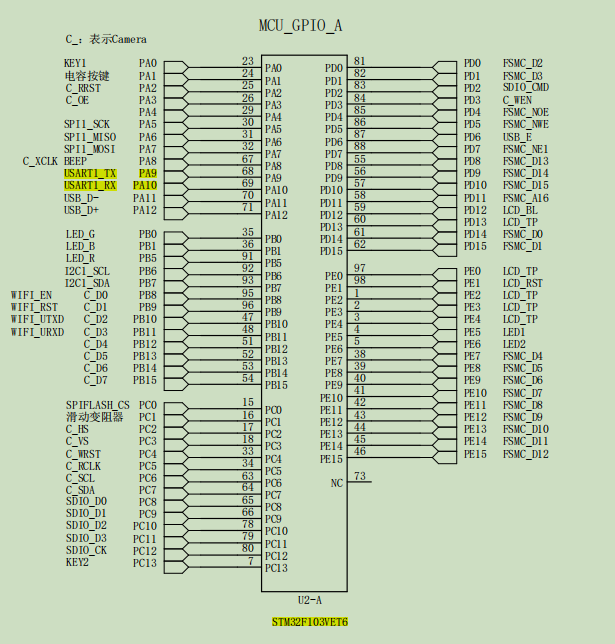 MCU_GPIO_A
C_：表示Camera
KEY1 PA0 23 PA0 PD0 81 PD0 FSMC_D2
电容按键 PA1 24 PA1 PD1 82 PD1 FSMC_D3
C_RRST PA2 25 PA2 PD2 83 PD2 SDIO_CMD
C_OE PA3 26 PA3 PD3 84 PD3 C_WEN
PA4 29 PA4 PD4 85 PD4 FSMC_NOE
SPI1_SCK PA5 30 PA5 PD5 86 PD5 FSMC_NWE
SPI1_MISO PA6 31 PA6 PD6 87 PD6 USB_E
SPI1_MOSI PA7 32 PA7 PD7 88 PD7 FSMC_NE1
C_XCLK BEEP PA8 67 PA8 PD8 55 PD8 FSMC_D13
USART1_TX PA9 68 PA9 PD9 56 PD9 FSMC_D14
USART1_RX PA10 69 PA10 PD10 57 PD10 FSMC_D15
USB_D- PA11 70 PA11 PD11 58 PD11 FSMC_A16
USB_D+ PA12 71 PA12 PD12 59 PD12 LCD_BL
PD13 60 PD13 LCD_TP
LED_G PB0 35 PB0 PD14 61 PD14 FSMC_D0
LED_B PB1 36 PB1 PD15 62 PD15 FSMC_D1
LED_R PB5 91 PB5
I2C1_SCL PB6 92 PB6 PE0 97 PE0 LCD_TP
I2C1_SDA PB7 93 PB7 PE1 98 PE1 LCD_RST
WIFI_EN C_D0 PB8 95 PB8 PE2 1 PE2 LCD_TP
WIFI_RST C_D1 PB9 96 PB9 PE3 2 PE3 LCD_TP
WIFI_UTXD C_D2 PB10 47 PB10 PE4 3 PE4 LCD_TP
WIFI_URXD C_D3 PB11 48 PB11 PE5 4 PE5 LED1
C_D4 PB12 51 PB12 PE6 5 PE6 LED2
C_D5 PB13 52 PB13 PE7 38 PE7 FSMC_D4
C_D6 PB14 53 PB14 PE8 39 PE8 FSMC_D5
C_D7 PB15 54 PB15 PE9 40 PE9 FSMC_D6
PE10 41 PE10 FSMC_D7
SPIFLASH_CS PC0 15 PC0 PE11 42 PE11 FSMC_D8
滑动变阻器 PC1 16 PC1 PE12 43 PE12 FSMC_D9
C_HS PC2 17 PC2 PE13 44 PE13 FSMC_D10
C_VS PC3 18 PC3 PE14 45 PE14 FSMC_D11
C_WRST PC4 33 PC4 PE15 46 PE15 FSMC_D12
C_RCLK PC5 34 PC5
C_SCL PC6 63 PC6 NC 73
C_SDA PC7 64 PC7
SDIO_D0 PC8 65 PC8
SDIO_D1 PC9 66 PC9
SDIO_D2 PC10 78 PC10
SDIO_D3 PC11 79 PC11
SDIO_CK PC12 80 PC12
KEY2 PC13 7 PC13
U2-A
STM32F103VET6